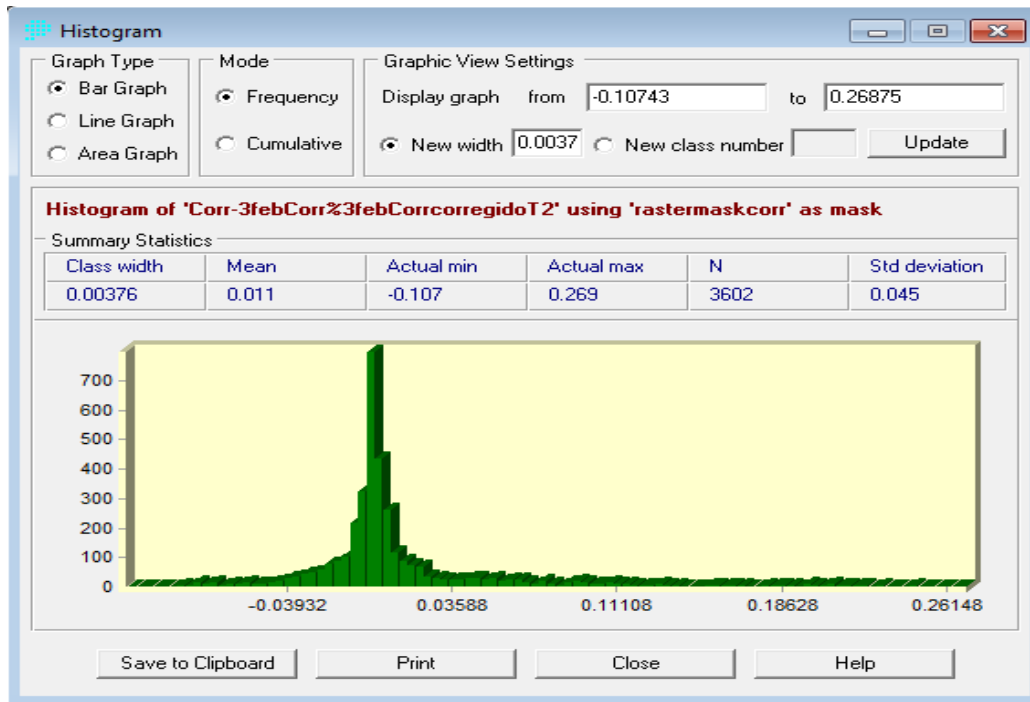 Histogram
Graph Type
Bar Graph
Line Graph
Area Graph
Mode
Frequency
Cumulative
Graphic View Settings
Display graph from -0.10743 to 0.26875
New width 0.0037 New class number Update
Histogram of 'Corr-3febCorr%3febCorrcorregidoT2' using 'rastermaskcorr' as mask
Summary Statistics
Class width Mean Actual min Actual max N Std deviation
0.00376 0.011 -0.107 0.269 3602 0.045
700
600
500
400
300
200
100
0
-0.03932 0.03588 0.11108 0.18628 0.26148
Save to Clipboard Print Close Help